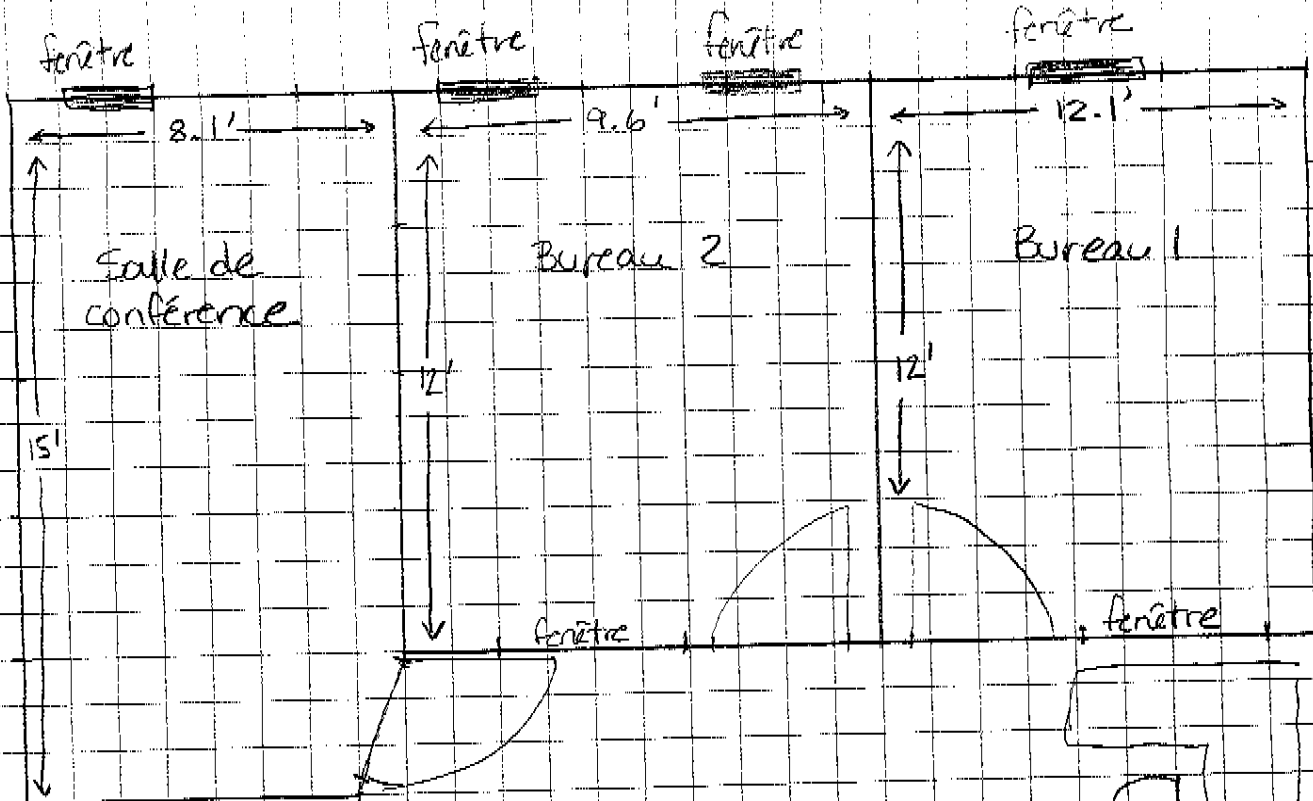 fenêtre
fenêtre
fenêtre
fenêtre
8.1'
9.6'
12.1'
Salle de
conférence
Bureau 2
Bureau 1
15'
12'
12'
fenêtre
fenêtre